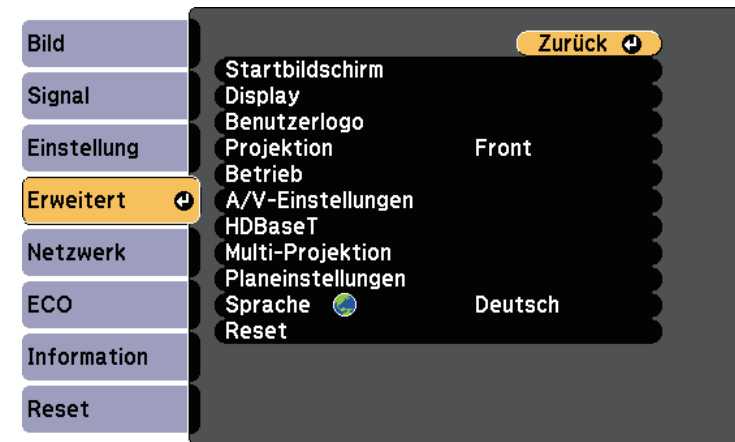 Bild
Signal
Einstellung
Erweitert
Netzwerk
ECO
Information
Reset
Zurück
Startbildschirm
Display
Benutzerlogo
Projektion Front
Betrieb
A/V-Einstellungen
HDBaseT
Multi-Projektion
Planeinstellungen
Sprache Deutsch
Reset